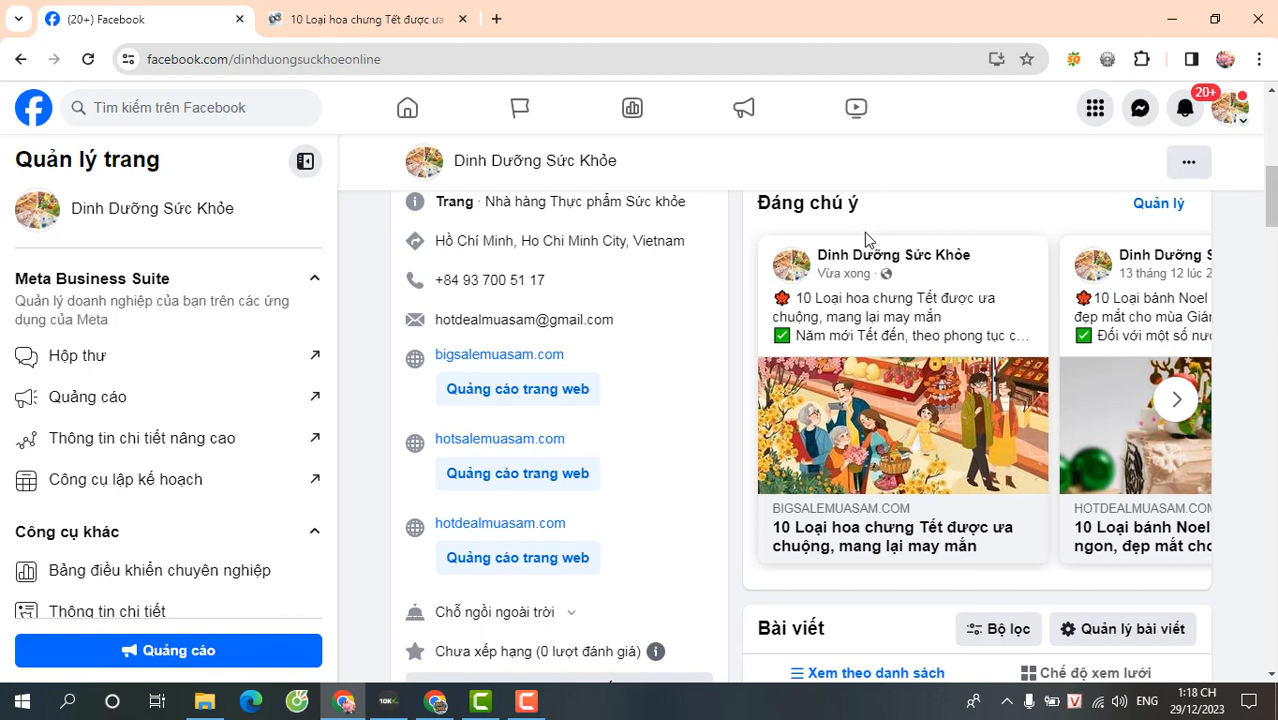 (20+) Facebook
10 Loại hoa chưng Tết được ưa
facebook.com/dinhduongsuckhoeonline
Tìm kiếm trên Facebook
20+
Quản lý trang
Dinh Dưỡng Sức Khỏe
Dinh Dưỡng Sức Khỏe
Meta Business Suite
Quản lý doanh nghiệp của bạn trên các ứng
dụng của Meta
Hộp thư
Quảng cáo
Thông tin chi tiết nâng cao
Công cụ lập kế hoạch
Công cụ khác
Bảng điều khiển chuyên nghiệp
Thông tin chi tiết
Quảng cáo
Trang · Nhà hàng Thực phẩm Sức khỏe
Hồ Chí Minh, Ho Chi Minh City, Vietnam
+84 93 700 51 17
hotdealmuasam@gmail.com
bigsalemuasam.com
Quảng cáo trang web
hotsalemuasam.com
Quảng cáo trang web
hotdealmuasam.com
Quảng cáo trang web
Chỗ ngồi ngoài trời
Chưa xếp hạng (0 lượt đánh giá)
Đáng chú ý
Quản lý
Dinh Dưỡng Sức Khỏe
Vừa xong ·
10 Loại hoa chưng Tết được ưa
chuộng, mang lại may mắn
Năm mới Tết đến, theo phong tục c...
BIGSALEMUASAM.COM
10 Loại hoa chưng Tết được ưa
chuộng, mang lại may mắn
Dinh Dưỡng S
13 tháng 12 lúc 2
10 Loại bánh Noel
đẹp mắt cho mùa Gián
Đối với một số nướ
HOTDEALMUASAM.COM
10 Loại bánh Noel
ngon, đẹp mắt cho
Bài viết
Bộ lọc
Quản lý bài viết
Xem theo danh sách
Chế độ xem lưới
10K
ENG
1:18 CH
29/12/2023